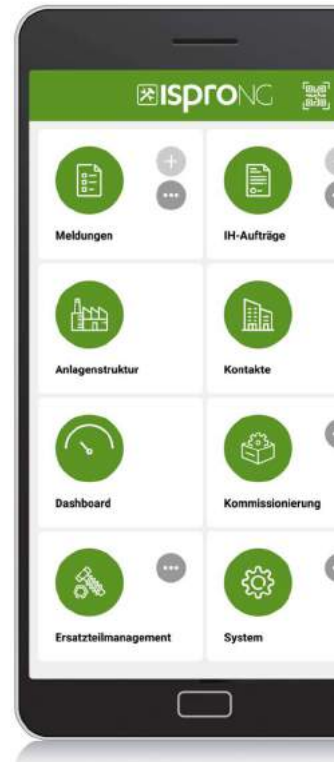 ISPRONG
Meldungen
IH-Aufträge
Anlagenstruktur
Kontakte
Dashboard
Kommissionierung
Ersatzteilmanagement
System